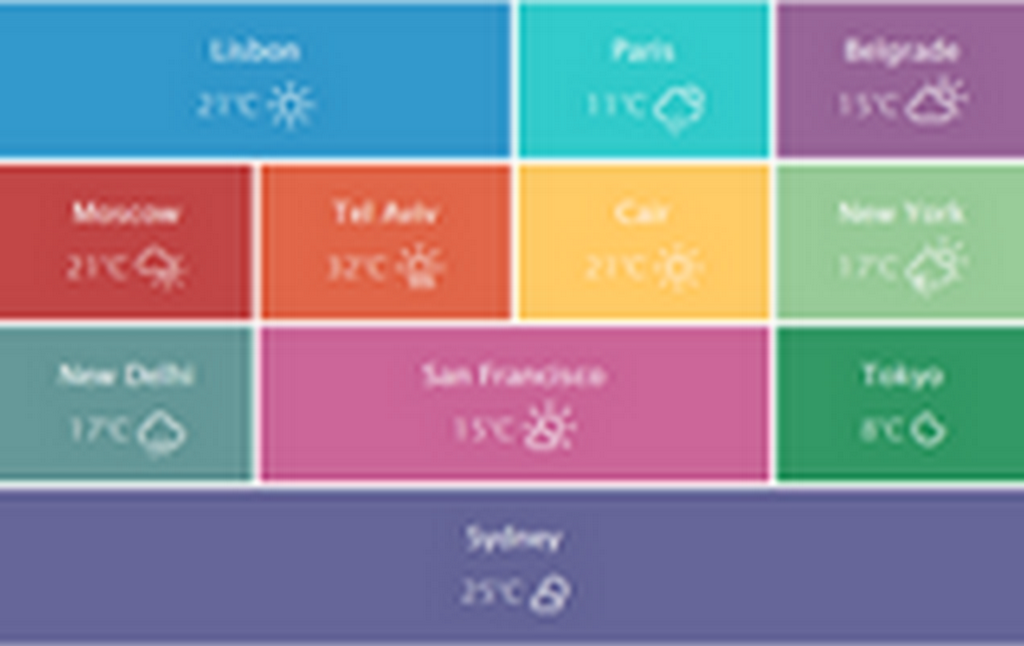 Lisbon
21°C
Paris
11°C
Belgrade
15°C
Moscow
21°C
Tel Aviv
32°C
Cair
21°C
New York
17°C
New Delhi
17°C
San Francisco
15°C
Tokyo
8°C
Sydney
25°C